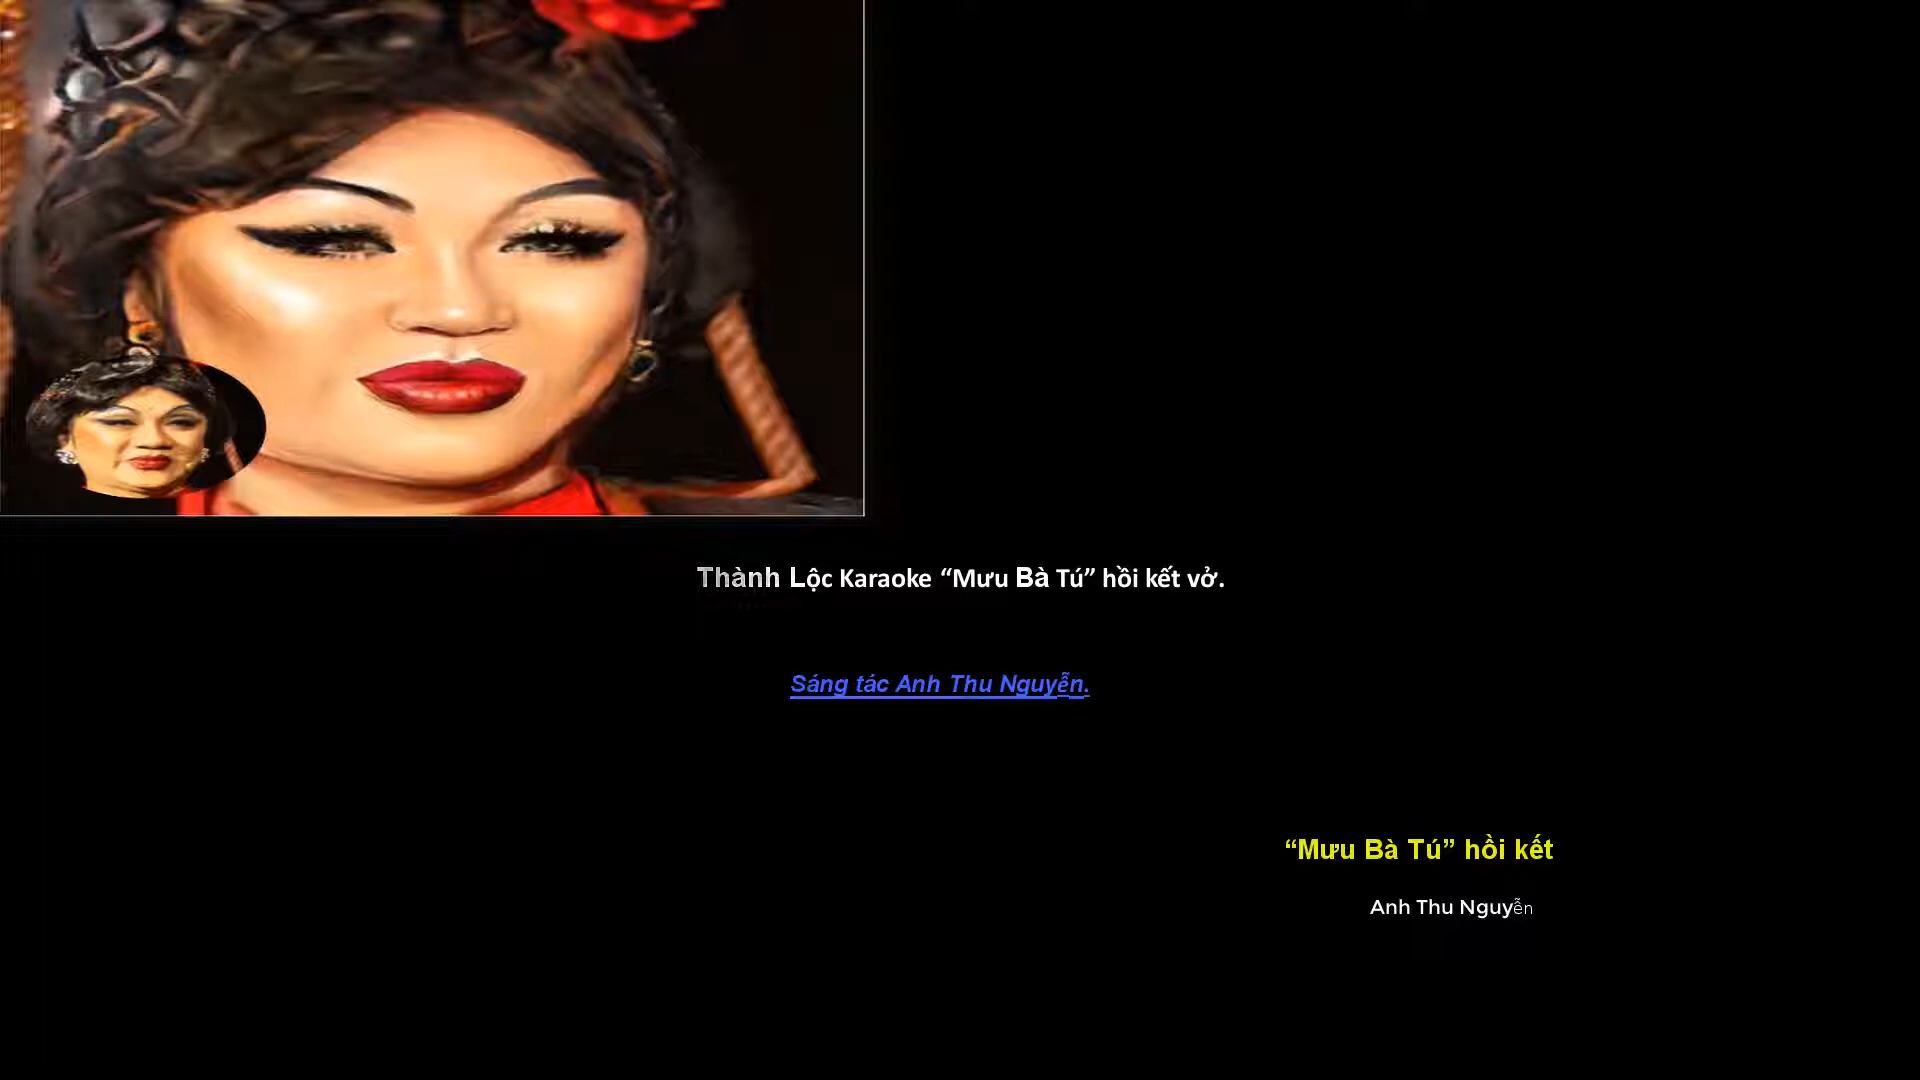 Thành Lộc Karaoke “Mưu Bà Tú” hồi kết vở.
Sáng tác Anh Thu Nguyễn.
“Mưu Bà Tú” hồi kết
Anh Thu Nguyễn